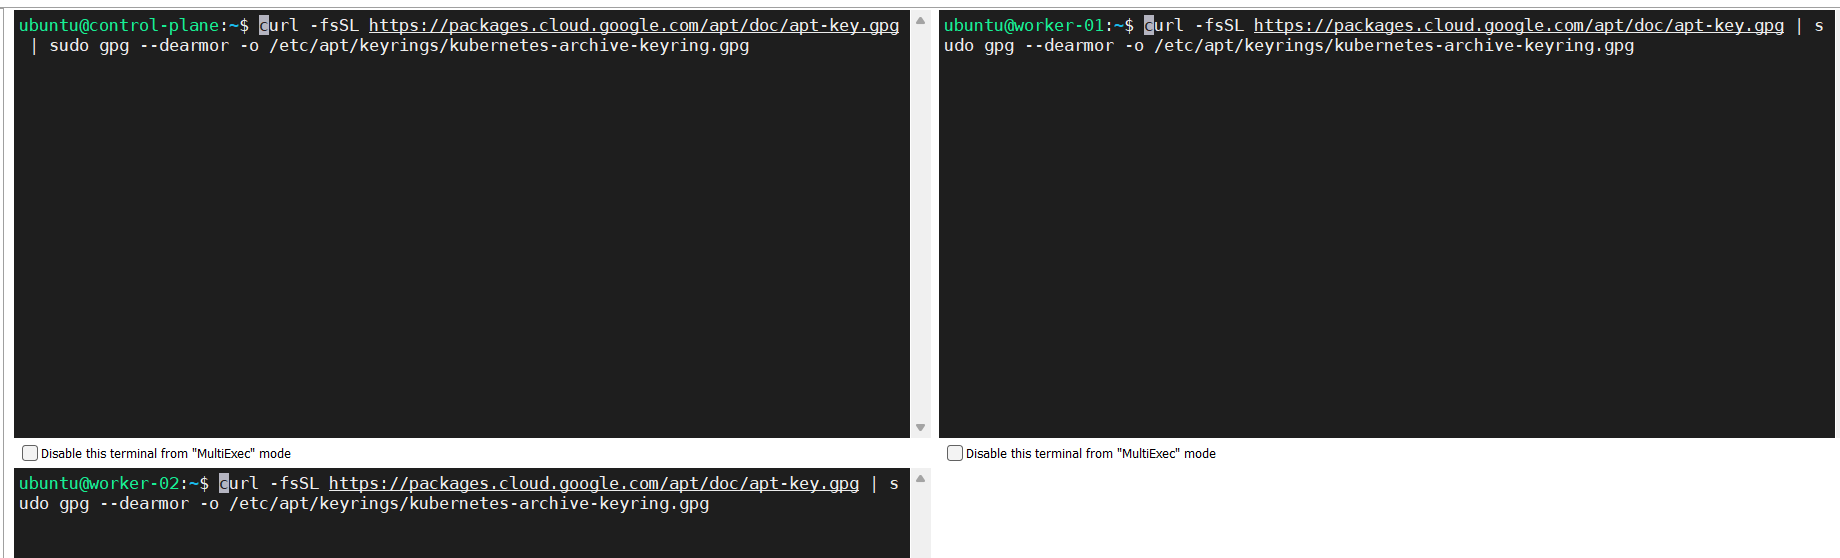 ubuntu@control-plane:~$ curl -fsSL https://packages.cloud.google.com/apt/doc/apt-key.gpg
| sudo gpg --dearmor -o /etc/apt/keyrings/kubernetes-archive-keyring.gpg
Disable this terminal from "MultiExec" mode
ubuntu@worker-01:~$ curl -fsSL https://packages.cloud.google.com/apt/doc/apt-key.gpg | s
udo gpg --dearmor -o /etc/apt/keyrings/kubernetes-archive-keyring.gpg
Disable this terminal from "MultiExec" mode
ubuntu@worker-02:~$ curl -fsSL https://packages.cloud.google.com/apt/doc/apt-key.gpg | s
udo gpg --dearmor -o /etc/apt/keyrings/kubernetes-archive-keyring.gpg